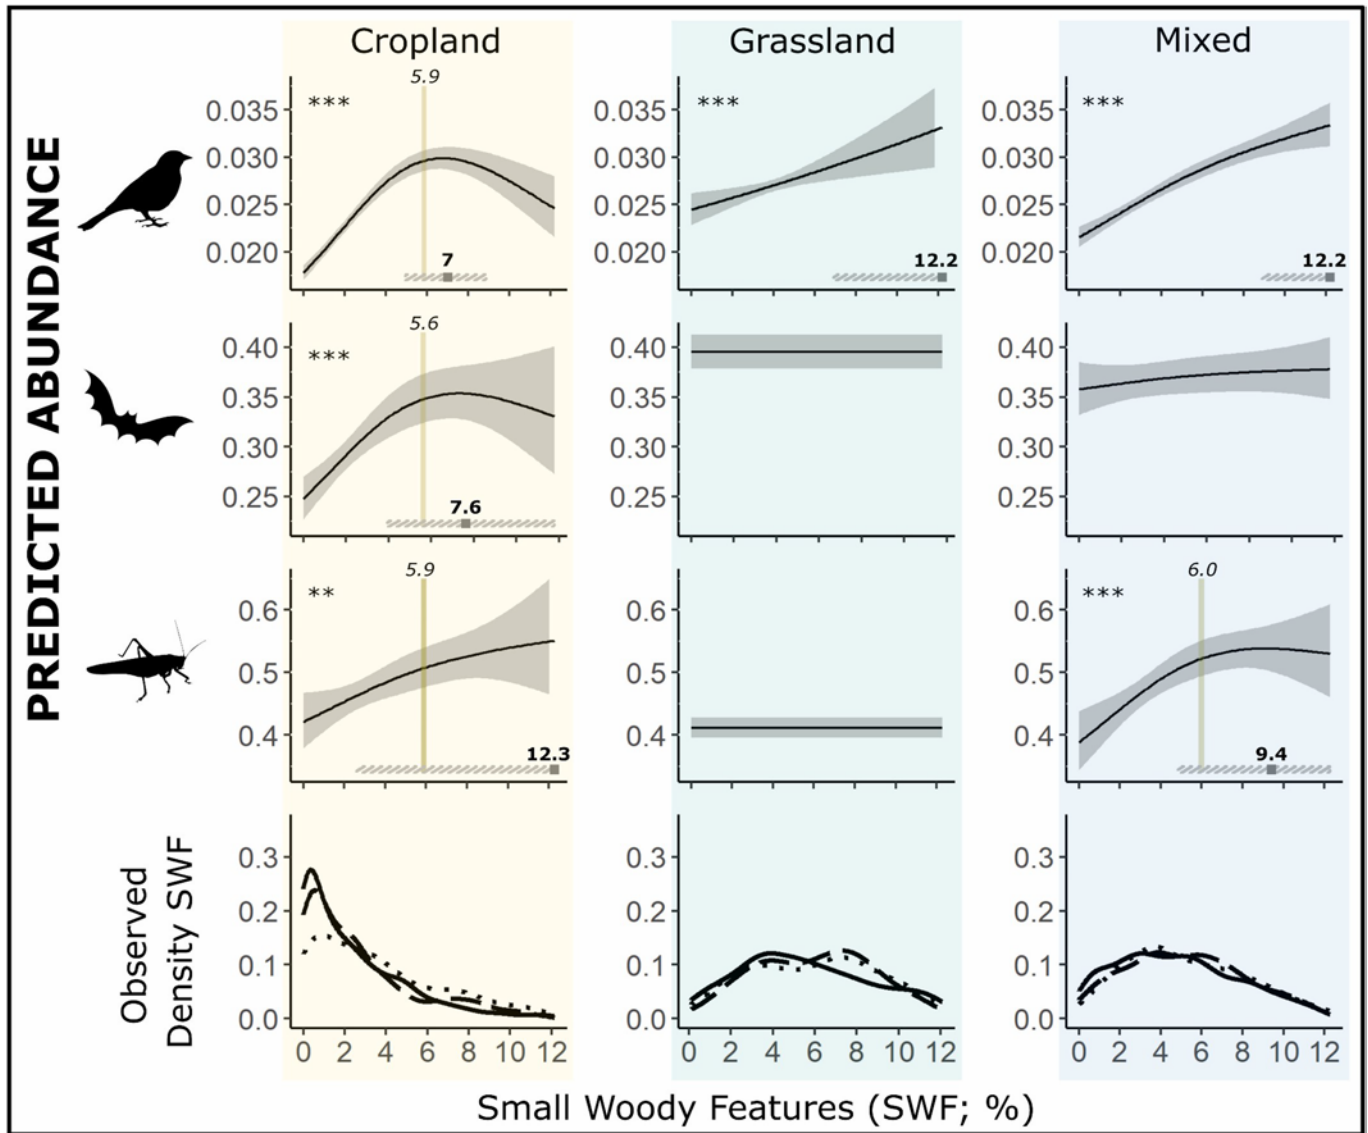 Cropland Grassland Mixed
PREDICTED ABUNDANCE
5.9
*** *** ***
0.035 0.035 0.035
0.030 0.030 0.030
0.025 0.025 0.025
0.020 0.020 0.020
7 12.2 12.2
5.6
0.40 0.40 0.40
***
0.35 0.35 0.35
0.30 0.30 0.30
0.25 0.25 0.25
7.6
5.9 6.0
** ***
0.6 0.6 0.6
0.5 0.5 0.5
0.4 0.4 0.4
12.3 9.4
Observed
Density SWF
0.3 0.3 0.3
0.2 0.2 0.2
0.1 0.1 0.1
0.0 0.0 0.0
0 2 4 6 8 10 12 0 2 4 6 8 10 12 0 2 4 6 8 10 12
Small Woody Features (SWF; %)